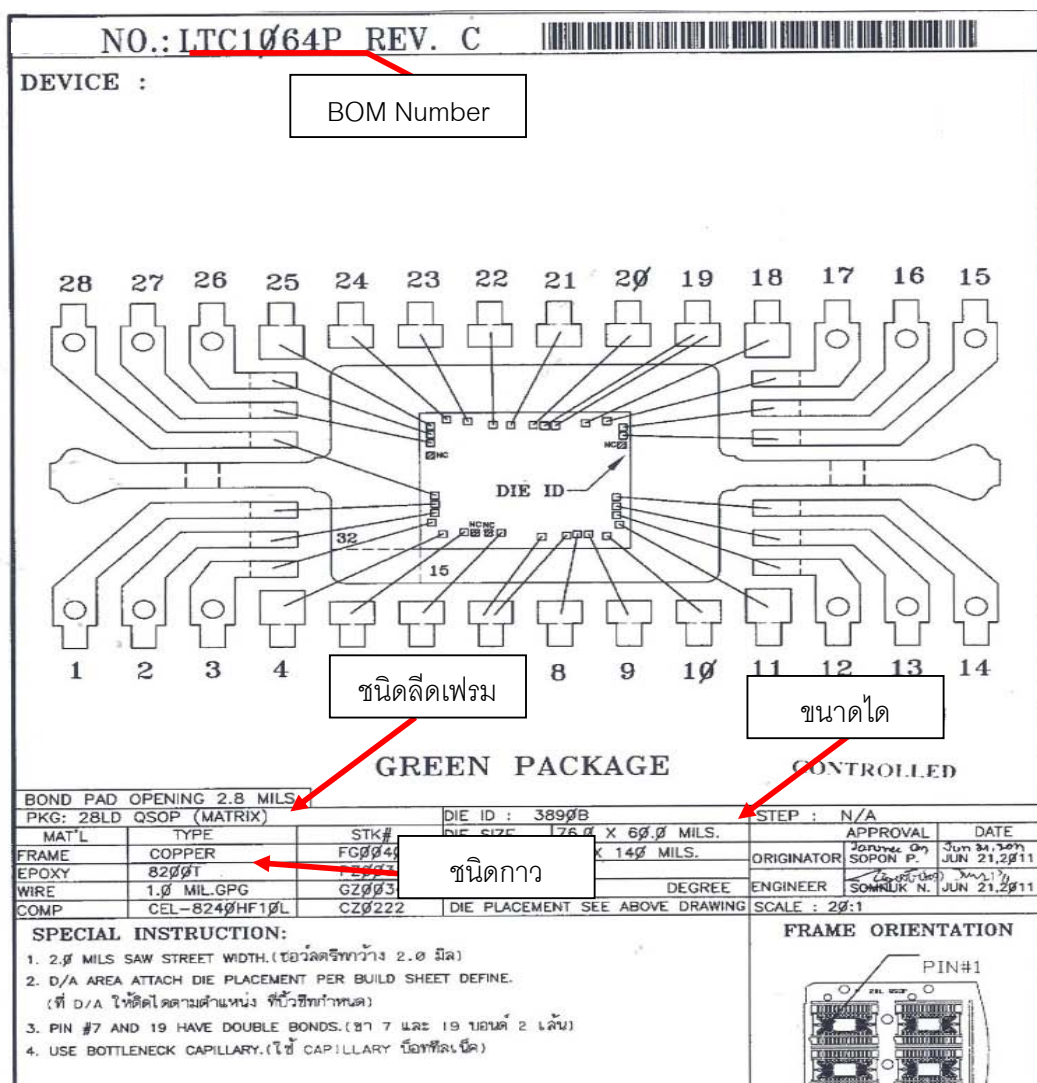 NO.: LTC1Ø64P REV. C
DEVICE :
BOM Number
28 27 26 25 24 23 22 21 2Ø 19 18 17 16 15
NC
NC
DIE ID
NC NC
32
15
1 2 3 4 8 9 1Ø 11 12 13 14
ชนิดลีดเฟรม
ขนาดได
GREEN PACKAGE
CONTROLLED
BOND PAD OPENING 2.8 MILS
PKG: 28LD QSOP (MATRIX) DIE ID : 389ØB STEP : N/A
MAT'L TYPE STK# DIE SIZE 76.Ø X 6Ø.Ø MILS. APPROVAL DATE
FRAME COPPER FGØØ4 X 14Ø MILS. ORIGINATOR SOPON P. JUN 21,2Ø11
ชนิดกาว
EPOXY 82ØØT
WIRE 1.Ø MIL.GPG GZØØ3 DEGREE ENGINEER SOMNUK N. JUN 21,2Ø11
COMP CEL-824ØHF1ØL CZØ222 DIE PLACEMENT SEE ABOVE DRAWING SCALE : 2Ø:1
SPECIAL INSTRUCTION:
1. 2.Ø MILS SAW STREET WIDTH.(ซอว์สตรีทกว้าง 2.Ø มิล)
2. D/A AREA ATTACH DIE PLACEMENT PER BUILD SHEET DEFINE.
(ที่ D/A ให้ติดไดตามตำแหน่ง ที่บิ้วชีทกำหนด)
3. PIN #7 AND 19 HAVE DOUBLE BONDS.(ขา 7 และ 19 บอนด์ 2 เส้น)
4. USE BOTTLENECK CAPILLARY.(ใช้ CAPILLARY บ็อททึลเน็ค)
FRAME ORIENTATION
PIN#1
28L QSOP